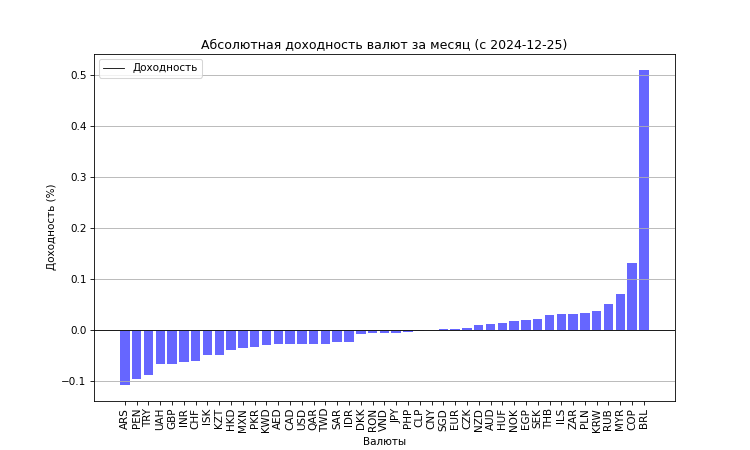 Абсолютная доходность валют за месяц (с 2024-12-25)
Доходность
Доходность (%)
0.5
0.4
0.3
0.2
0.1
0.0
−0.1
ARS PEN TRY UAH GBP INR CHF ISK KZT HKD MXN PKR KWD AED CAD USD QAR TWD SAR IDR DKK RON VND JPY PHP CLP CNY SGD EUR CZK NZD AUD HUF NOK EGP SEK THB ILS ZAR PLN KRW RUB MYR COP BRL
Валюты